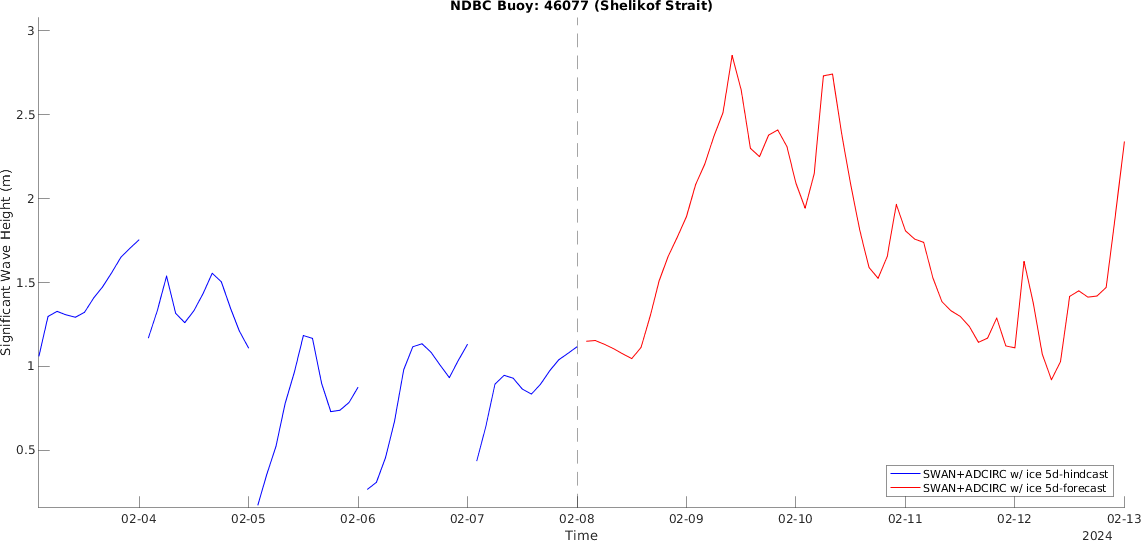 NDBC Buoy: 46077 (Shelikof Strait)
3
2.5
2
1.5
1
0.5
Significant Wave Height (m)
SWAN+ADCIRC w/ ice 5d-hindcast
SWAN+ADCIRC w/ ice 5d-forecast
02-04 02-05 02-06 02-07 02-08 02-09 02-10 02-11 02-12 02-13
Time
2024